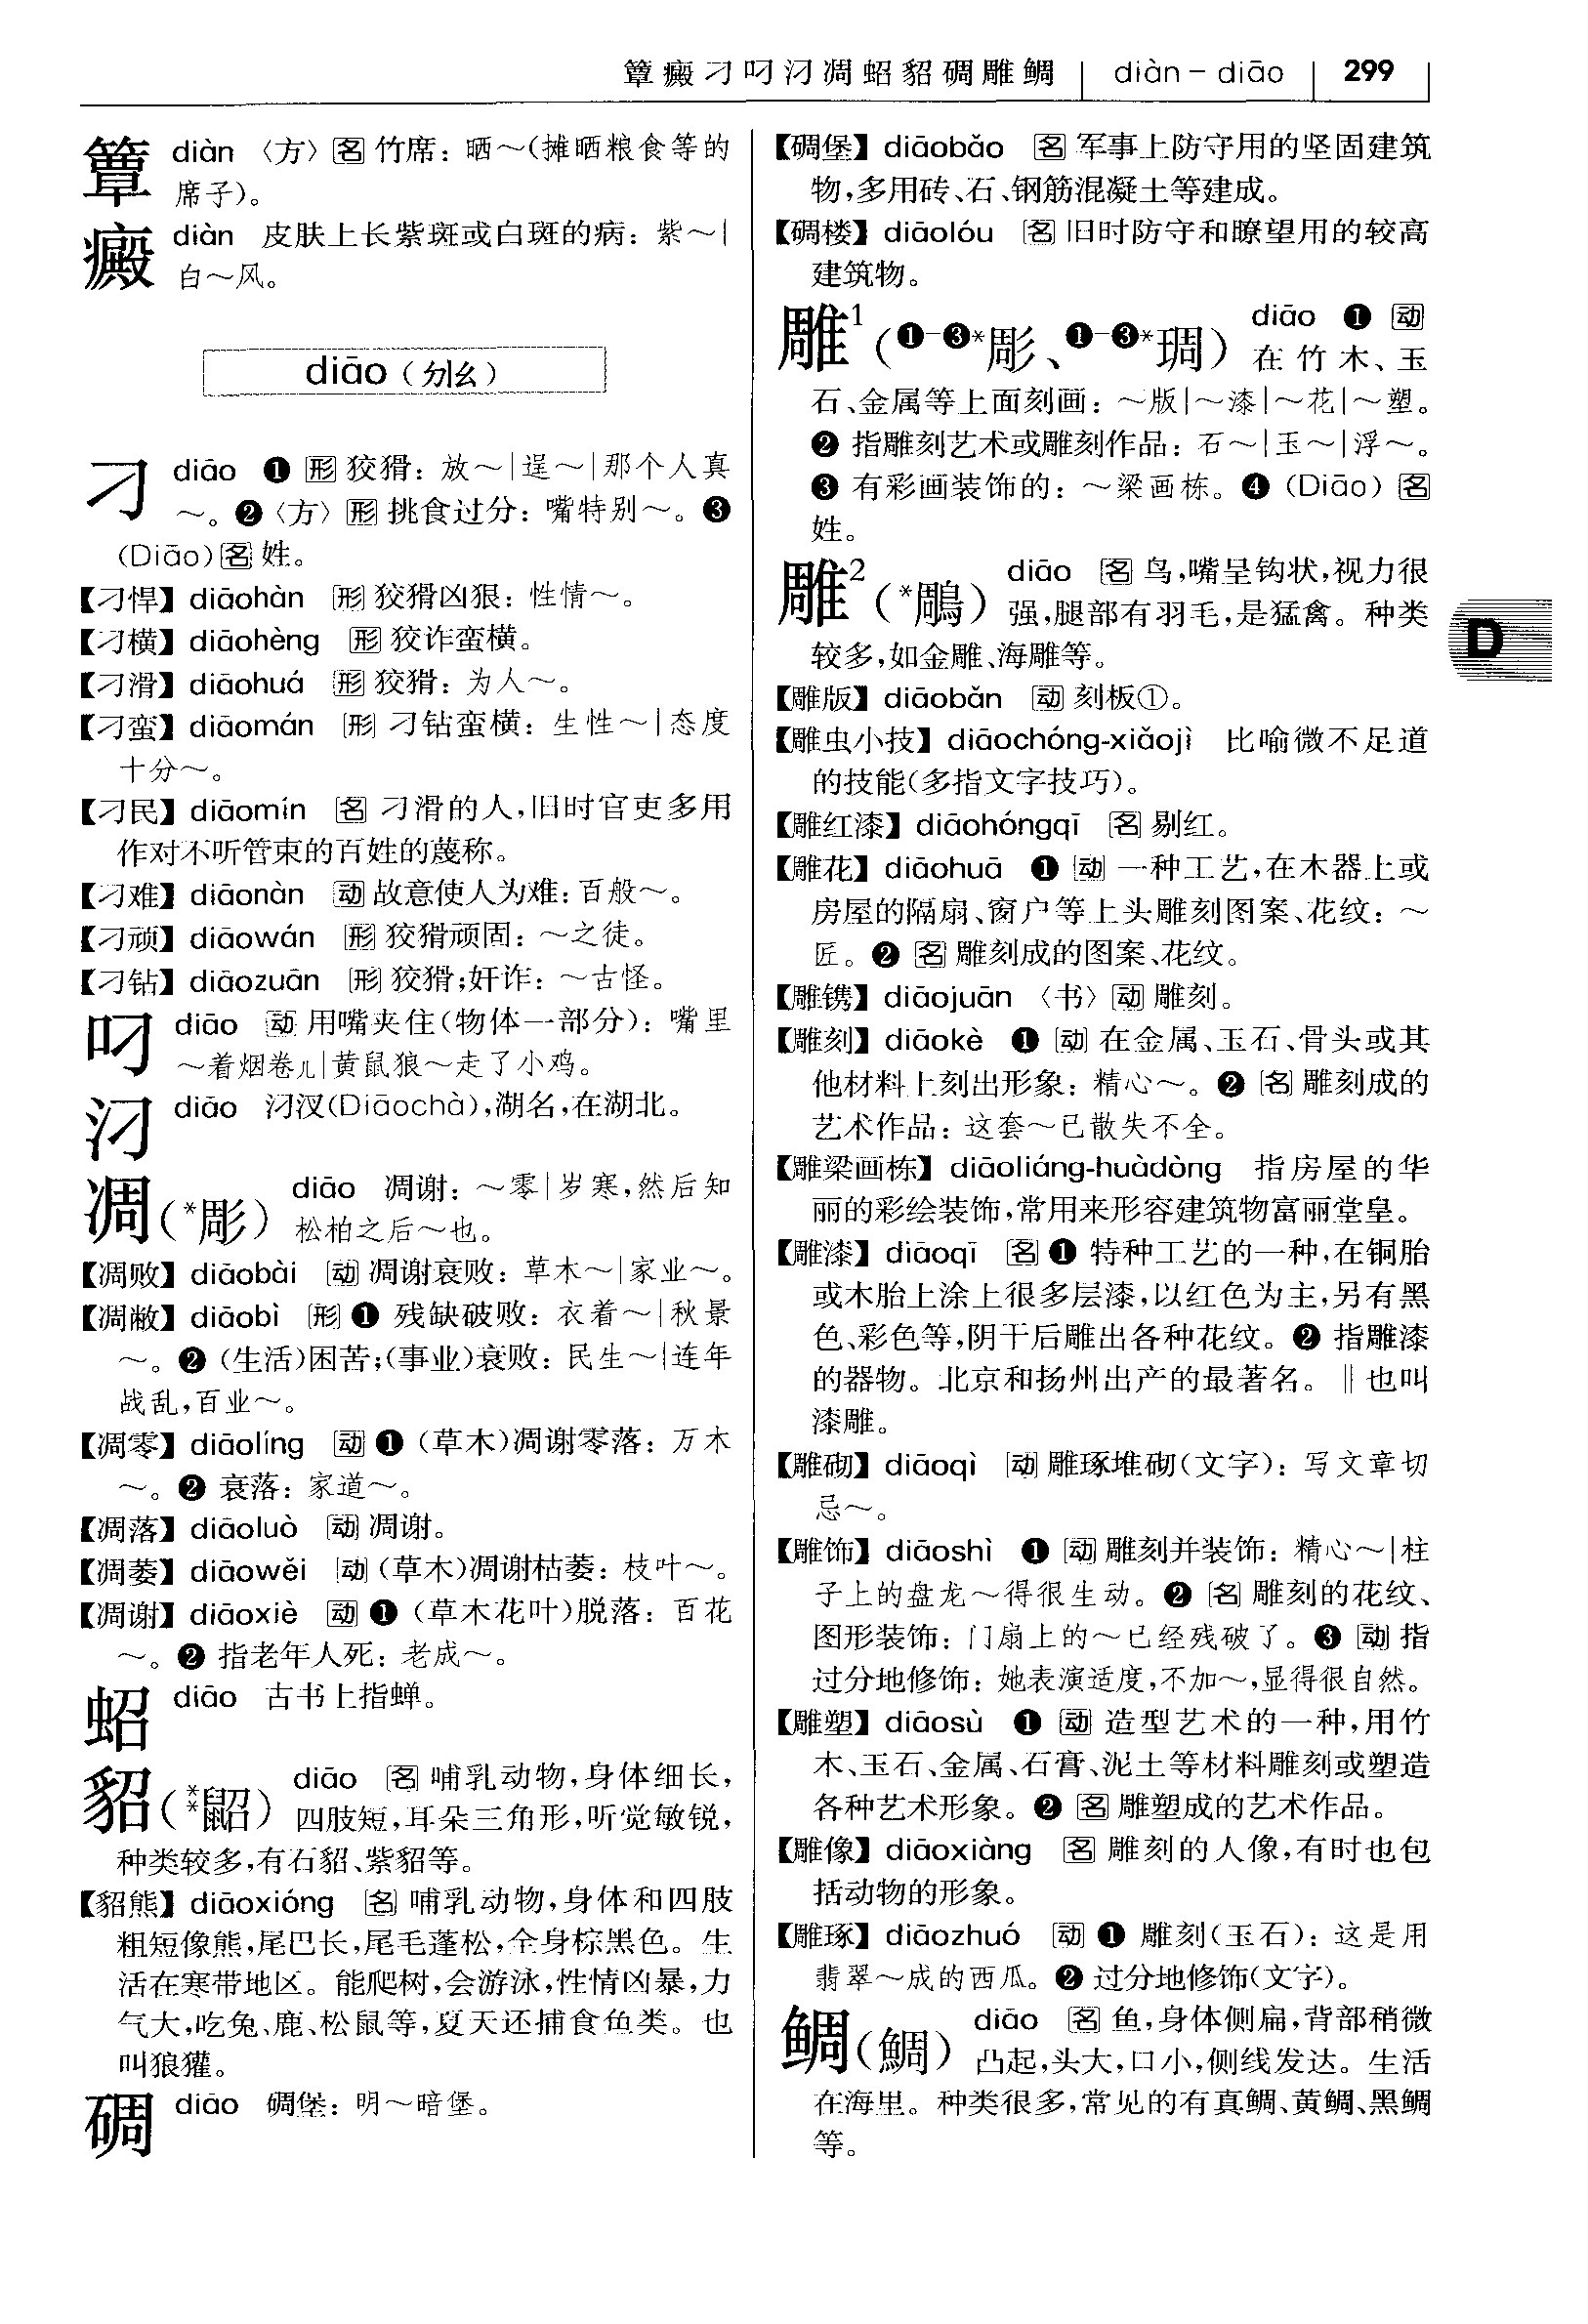 簟癜刁叼汈凋蛁貂碉雕鲷 diàn－diāo 299
簟 diàn 〈方〉名 竹席：晒～（摊晒粮食等的
席子）。
癜 diàn 皮肤上长紫斑或白斑的病：紫～|
白～风。
diāo（ㄉㄧㄠ）
刁 diāo ❶ 形 狡猾：放～|逞～|那个人真
～。❷〈方〉形 挑食过分：嘴特别～。❸
（Diāo）名 姓。
【刁悍】diāohàn 形 狡猾凶狠：性情～。
【刁横】diāohèng 形 狡诈蛮横。
【刁滑】diāohuá 形 狡猾：为人～。
【刁蛮】diāomán 形 刁钻蛮横：生性～|态度
十分～。
【刁民】diāomín 名 刁滑的人，旧时官吏多用
作对不听管束的百姓的蔑称。
【刁难】diāonàn 动 故意使人为难：百般～。
【刁顽】diāowán 形 狡猾顽固：～之徒。
【刁钻】diāozuān 形 狡猾；奸诈：～古怪。
叼 diāo 动 用嘴夹住（物体一部分）：嘴里
～着烟卷儿|黄鼠狼～走了小鸡。
汈 diāo 汈汊（Diāochà），湖名，在湖北。
凋（*彫） diāo 凋谢：～零|岁寒，然后知
松柏之后～也。
【凋败】diāobài 动 凋谢衰败：草木～|家业～。
【凋敝】diāobì 形 ❶ 残缺破败：衣着～|秋景
～。❷（生活）困苦；（事业）衰败：民生～|连年
战乱，百业～。
【凋零】diāolíng 动 ❶（草木）凋谢零落：万木
～。❷ 衰落：家道～。
【凋落】diāoluò 动 凋谢。
【凋萎】diāowěi 动（草木）凋谢枯萎：枝叶～。
【凋谢】diāoxiè 动 ❶（草木花叶）脱落：百花
～。❷ 指老年人死：老成～。
蛁 diāo 古书上指蝉。
貂（**鼦） diāo 名 哺乳动物，身体细长，
四肢短，耳朵三角形，听觉敏锐，
种类较多，有石貂、紫貂等。
【貂熊】diāoxióng 名 哺乳动物，身体和四肢
粗短像熊，尾巴长，尾毛蓬松，全身棕黑色。生
活在寒带地区。能爬树，会游泳，性情凶暴，力
气大，吃兔、鹿、松鼠等，夏天还捕食鱼类。也
叫狼獾。
碉 diāo 碉堡：明～暗堡。
【碉堡】diāobǎo 名 军事上防守用的坚固建筑
物，多用砖、石、钢筋混凝土等建成。
【碉楼】diāolóu 名 旧时防守和瞭望用的较高
建筑物。
雕¹（❶-❸*彫、❶-❸*琱） diāo ❶ 动
在竹木、玉
石、金属等上面刻画：～版|～漆|～花|～塑。
❷ 指雕刻艺术或雕刻作品：石～|玉～|浮～。
❸ 有彩画装饰的：～梁画栋。❹（Diāo）名
姓。
雕²（*鵰） diāo 名 鸟，嘴呈钩状，视力很
强，腿部有羽毛，是猛禽。种类
较多，如金雕、海雕等。
【雕版】diāobǎn 动 刻板①。
【雕虫小技】diāochóng-xiǎojì 比喻微不足道
的技能（多指文字技巧）。
【雕红漆】diāohóngqī 名 剔红。
【雕花】diāohuā ❶ 动 一种工艺，在木器上或
房屋的隔扇、窗户等上头雕刻图案、花纹：～
匠。❷ 名 雕刻成的图案、花纹。
【雕镌】diāojuān 〈书〉动 雕刻。
【雕刻】diāokè ❶ 动 在金属、玉石、骨头或其
他材料上刻出形象：精心～。❷ 名 雕刻成的
艺术作品：这套～已散失不全。
【雕梁画栋】diāoliáng-huàdòng 指房屋的华
丽的彩绘装饰，常用来形容建筑物富丽堂皇。
【雕漆】diāoqī 名 ❶ 特种工艺的一种，在铜胎
或木胎上涂上很多层漆，以红色为主，另有黑
色、彩色等，阴干后雕出各种花纹。❷ 指雕漆
的器物。北京和扬州出产的最著名。‖也叫
漆雕。
【雕砌】diāoqì 动 雕琢堆砌（文字）：写文章切
忌～。
【雕饰】diāoshì ❶ 动 雕刻并装饰：精心～|柱
子上的盘龙～得很生动。❷ 名 雕刻的花纹、
图形装饰：门扇上的～已经残破了。❸ 动 指
过分地修饰：她表演适度，不加～，显得很自然。
【雕塑】diāosù ❶ 动 造型艺术的一种，用竹
木、玉石、金属、石膏、泥土等材料雕刻或塑造
各种艺术形象。❷ 名 雕塑成的艺术作品。
【雕像】diāoxiàng 名 雕刻的人像，有时也包
括动物的形象。
【雕琢】diāozhuó 动 ❶ 雕刻（玉石）：这是用
翡翠～成的西瓜。❷ 过分地修饰（文字）。
鲷（鯛） diāo 名 鱼，身体侧扁，背部稍微
凸起，头大，口小，侧线发达。生活
在海里。种类很多，常见的有真鲷、黄鲷、黑鲷
等。
D